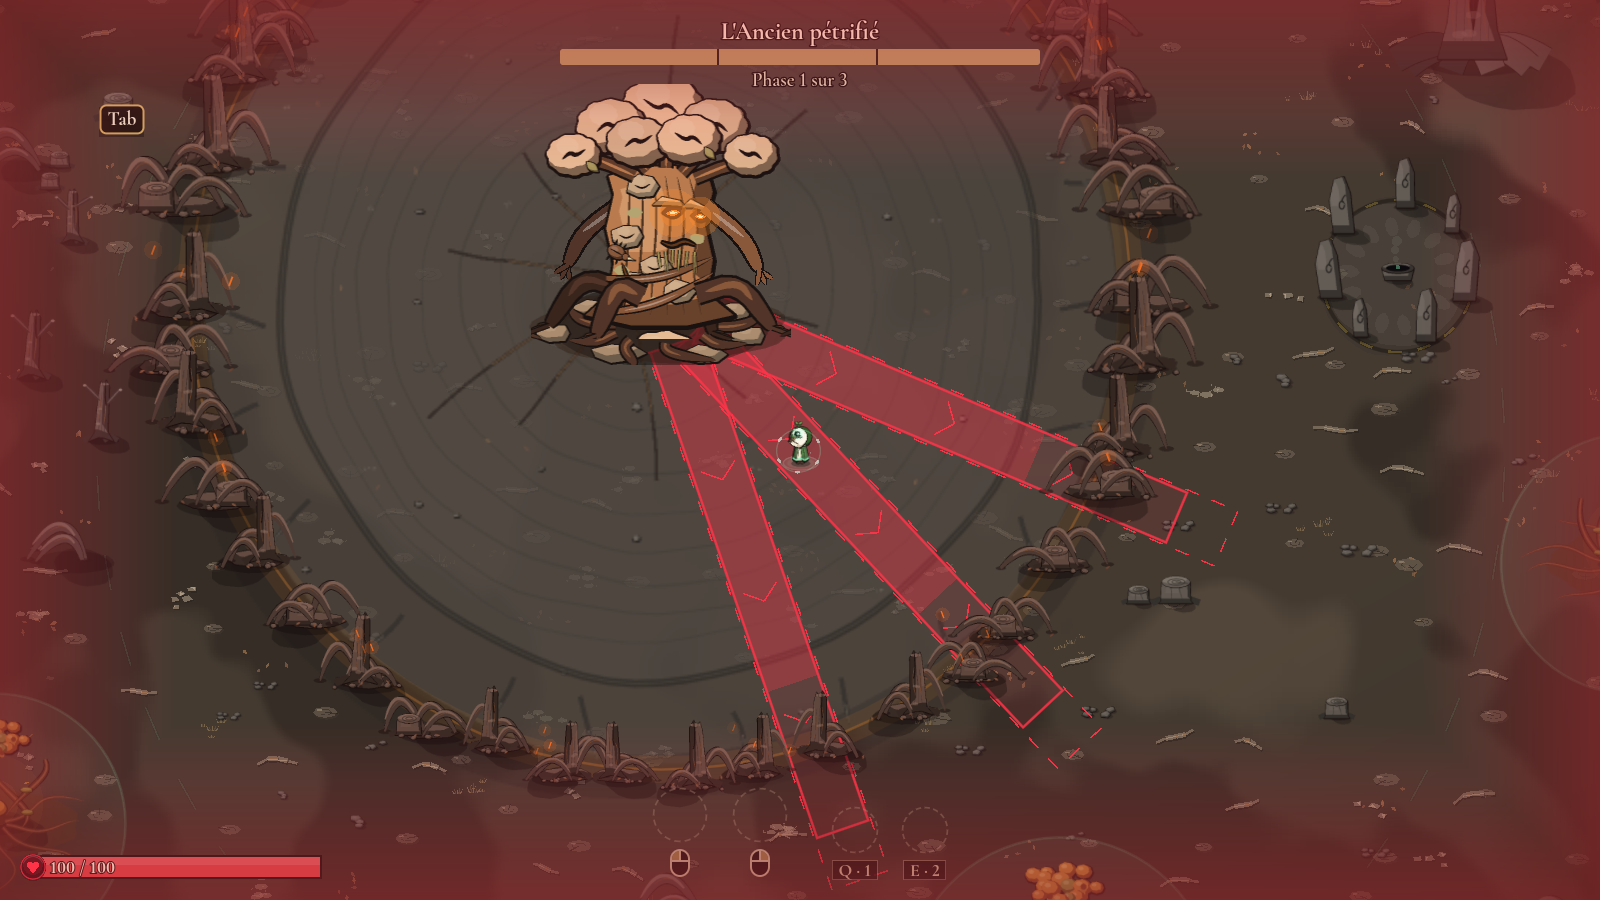 L'Ancien pétrifié
Phase 1 sur 3
Tab
100 / 100
Q · 1
E · 2